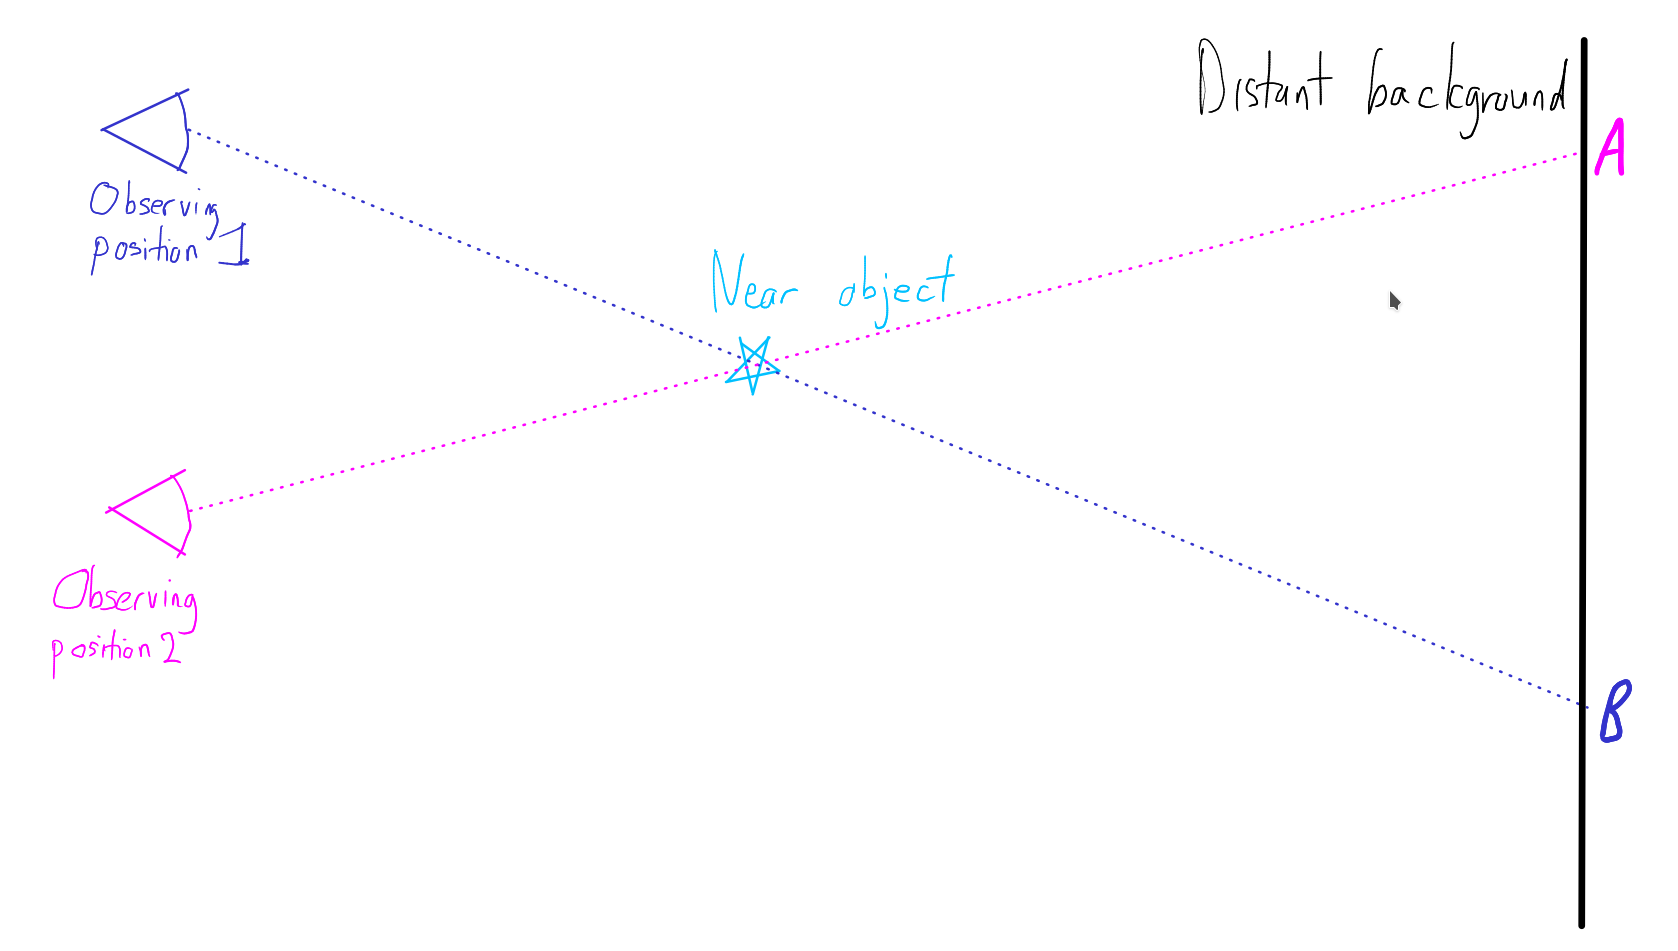 Distant background
A
Observing
position 1
Near object
Observing
position 2
B